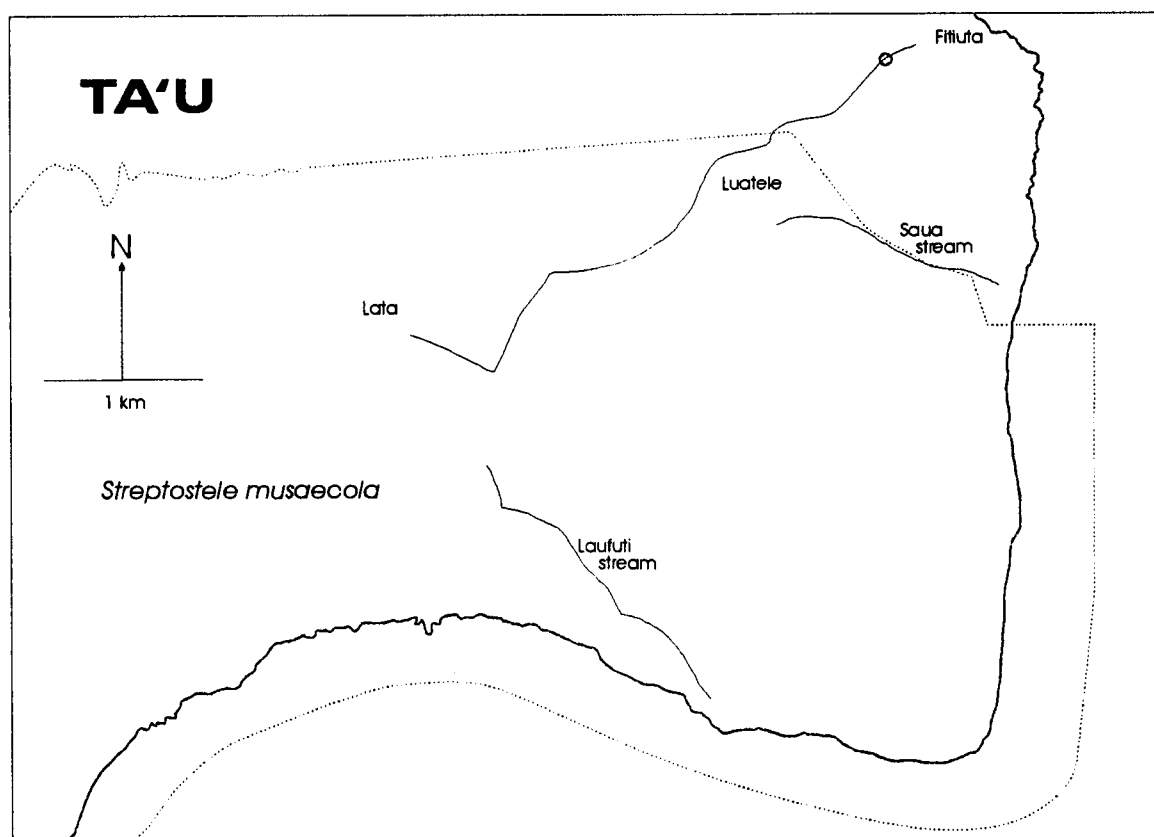 TA‘U
Fitiuta
Luatele
N
Saua
stream
Lata
1 km
Streptostele musaecola
Laufuti
stream